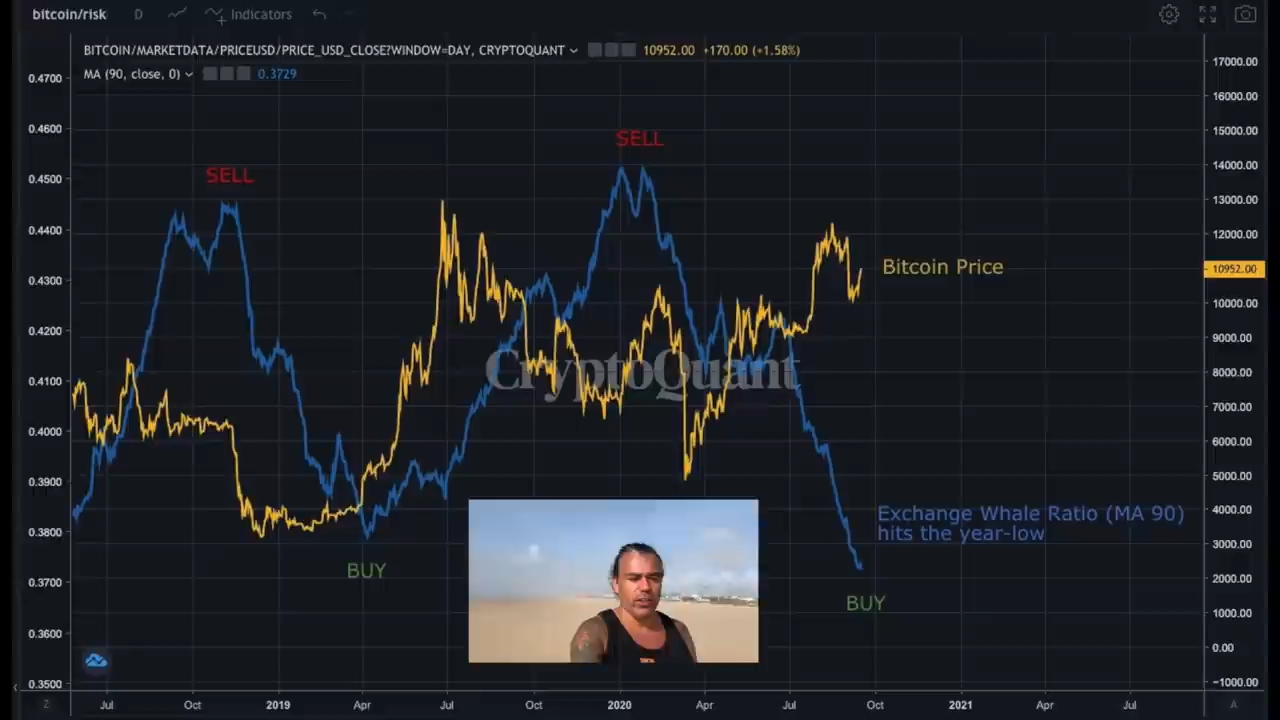 bitcoin/risk D Indicators
BITCOIN/MARKETDATA/PRICEUSD/PRICE_USD_CLOSE?WINDOW=DAY, CRYPTOQUANT 10952.00 +170.00 (+1.58%)
MA (90, close, 0) 0.3729
0.4700
0.4600
0.4500
0.4400
0.4300
0.4200
0.4100
0.4000
0.3900
0.3800
0.3700
0.3600
0.3500
SELL
SELL
Bitcoin Price
CryptoQuant
Exchange Whale Ratio (MA 90)
hits the year-low
BUY
BUY
17000.00
16000.00
15000.00
14000.00
13000.00
12000.00
10952.00
10000.00
9000.00
8000.00
7000.00
6000.00
5000.00
4000.00
3000.00
2000.00
1000.00
0.00
−1000.00
Z Jul Oct 2019 Apr Jul Oct 2020 Apr Jul Oct 2021 Apr Jul A